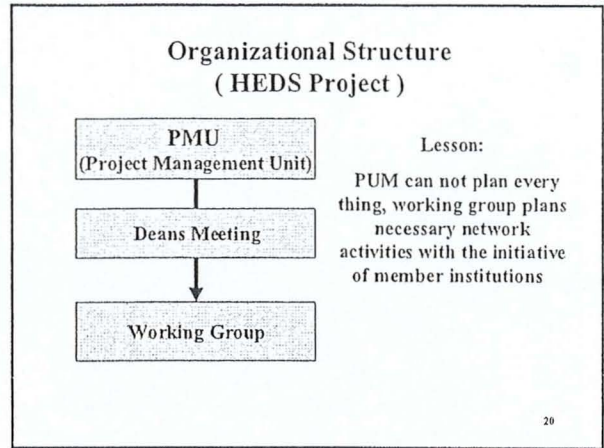 Organizational Structure
( HEDS Project )
PMU
(Project Management Unit)
Deans Meeting
Working Group
Lesson:
PUM can not plan every
thing, working group plans
necessary network
activities with the initiative
of member institutions
20